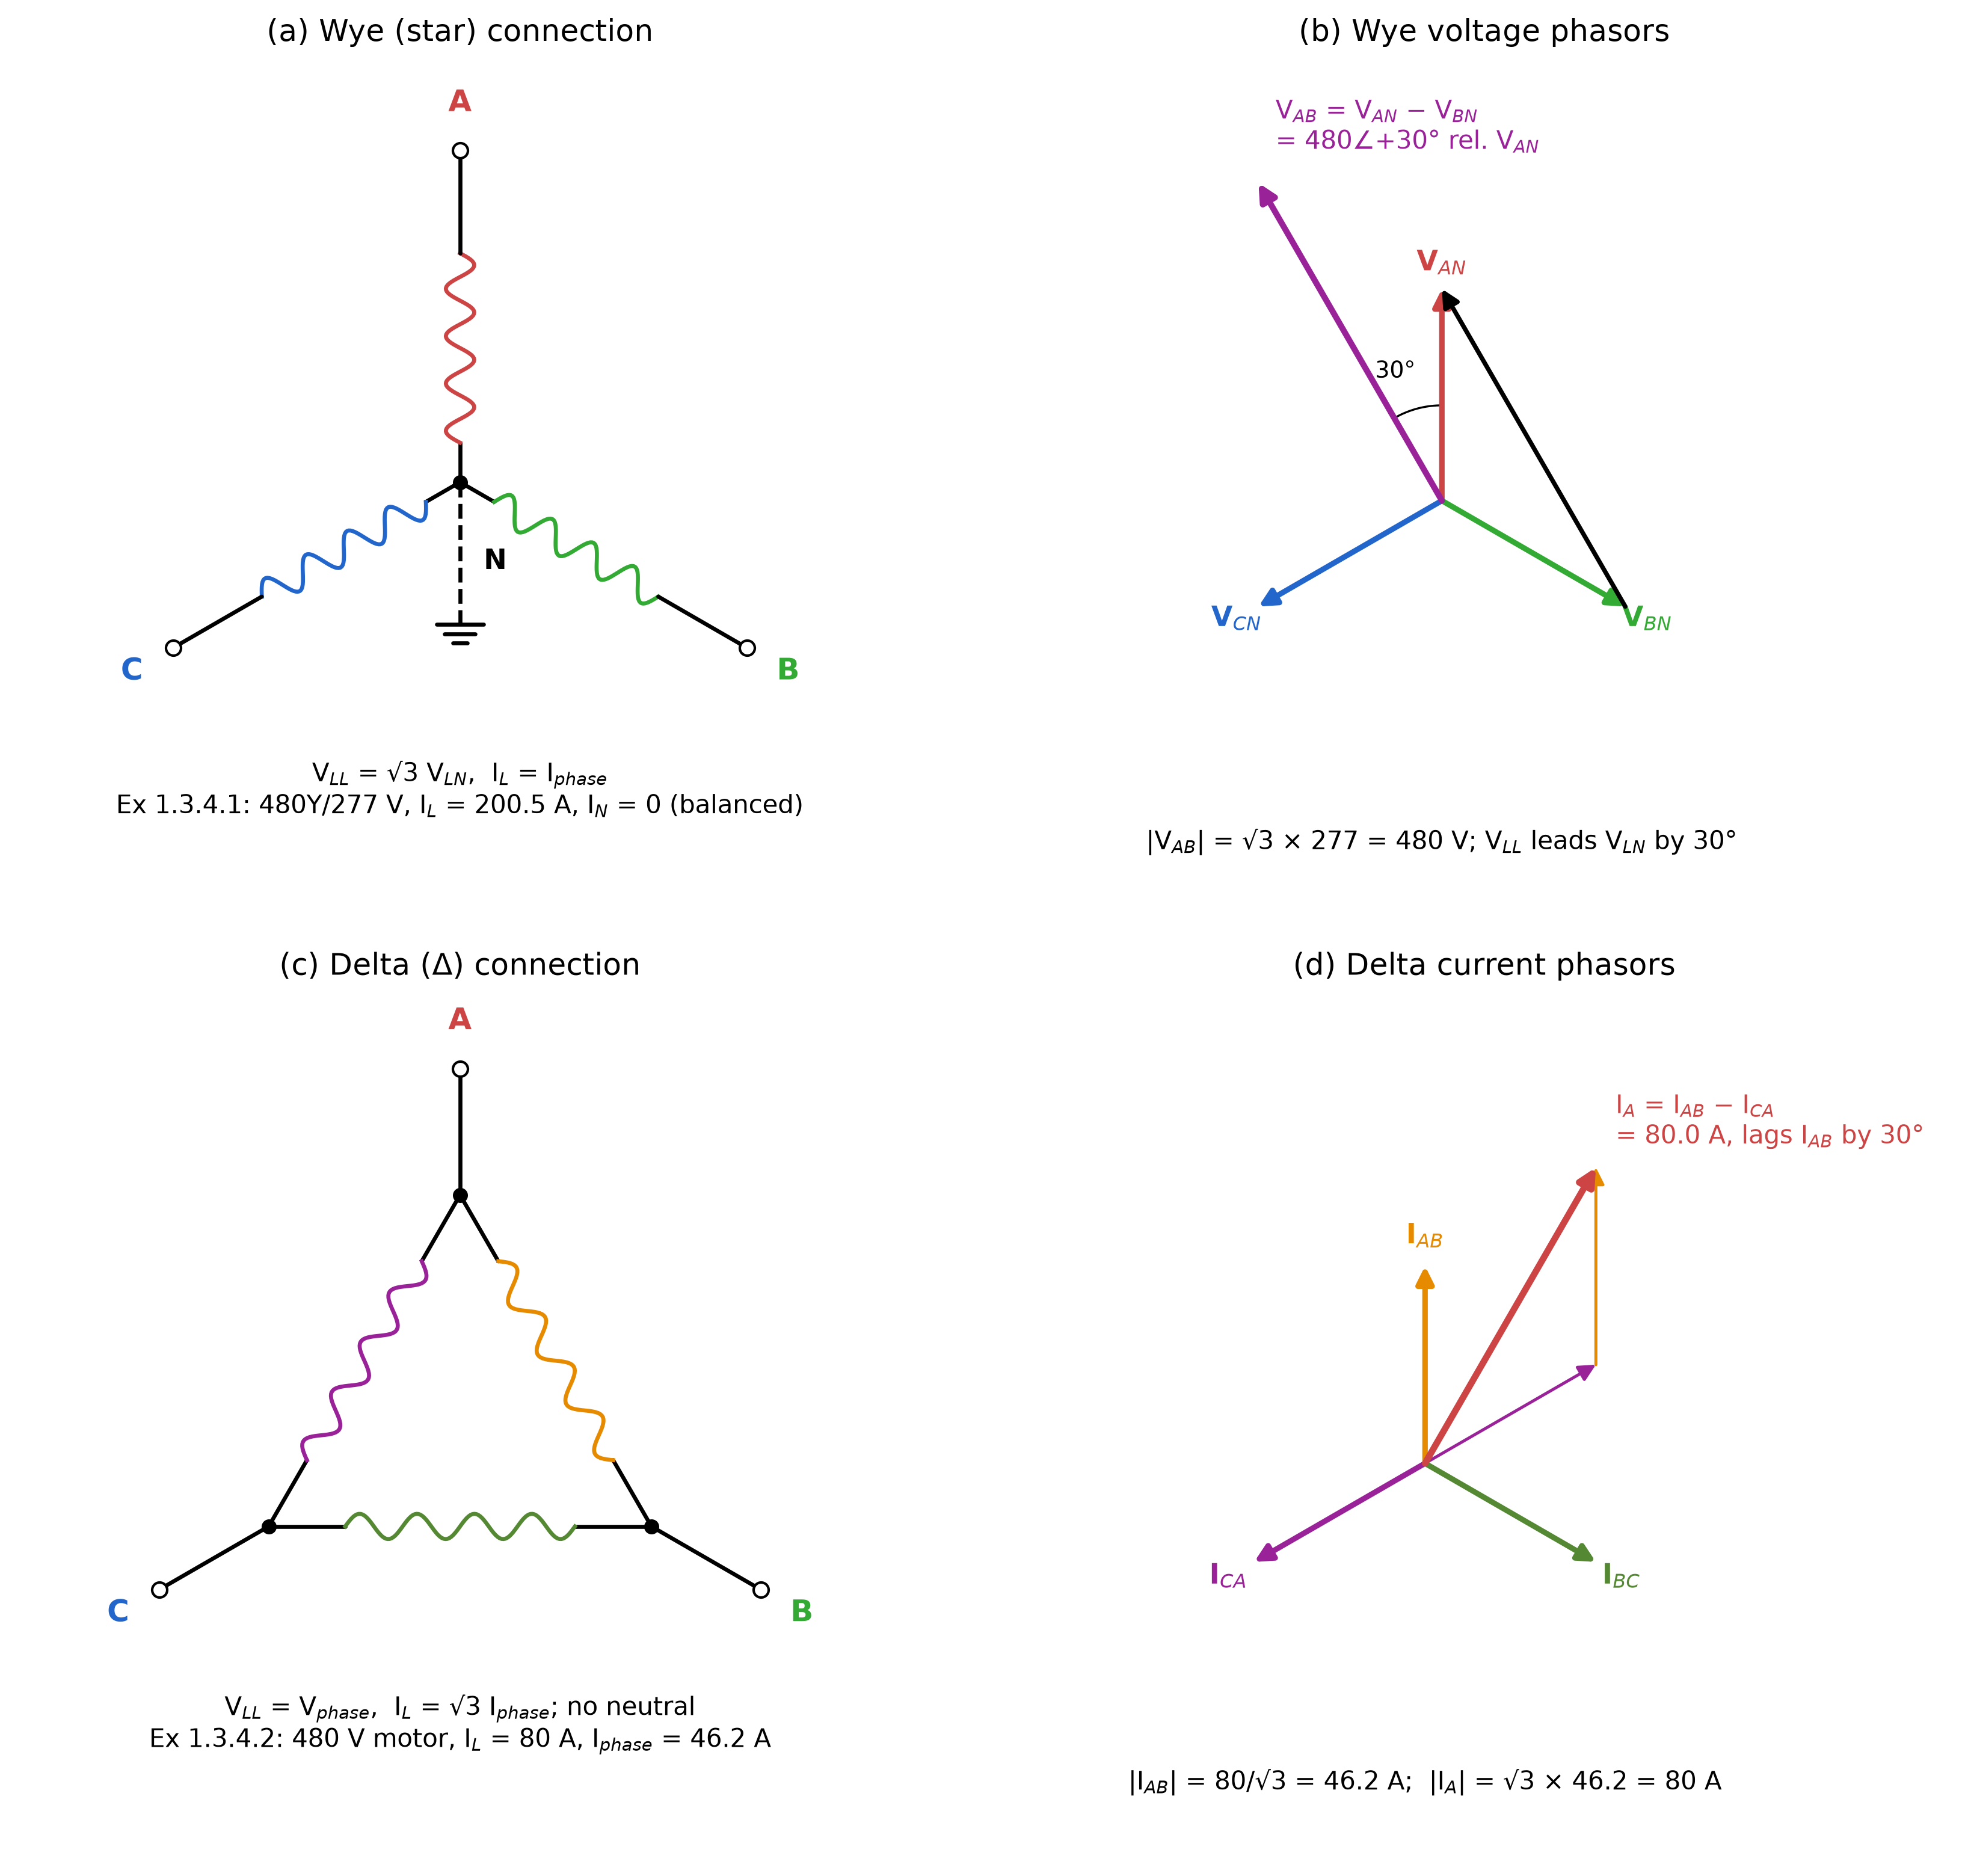 (a) Wye (star) connection
A
N
C
B
V_LL = √3 V_LN,  I_L = I_phase
Ex 1.3.4.1: 480Y/277 V, I_L = 200.5 A, I_N = 0 (balanced)
(b) Wye voltage phasors
V_AB = V_AN − V_BN
= 480∠+30° rel. V_AN
V_AN
30°
V_CN
V_BN
|V_AB| = √3 × 277 = 480 V; V_LL leads V_LN by 30°
(c) Delta (Δ) connection
A
C
B
V_LL = V_phase,  I_L = √3 I_phase; no neutral
Ex 1.3.4.2: 480 V motor, I_L = 80 A, I_phase = 46.2 A
(d) Delta current phasors
I_A = I_AB − I_CA
= 80.0 A, lags I_AB by 30°
I_AB
I_CA
I_BC
|I_AB| = 80/√3 = 46.2 A;  |I_A| = √3 × 46.2 = 80 A